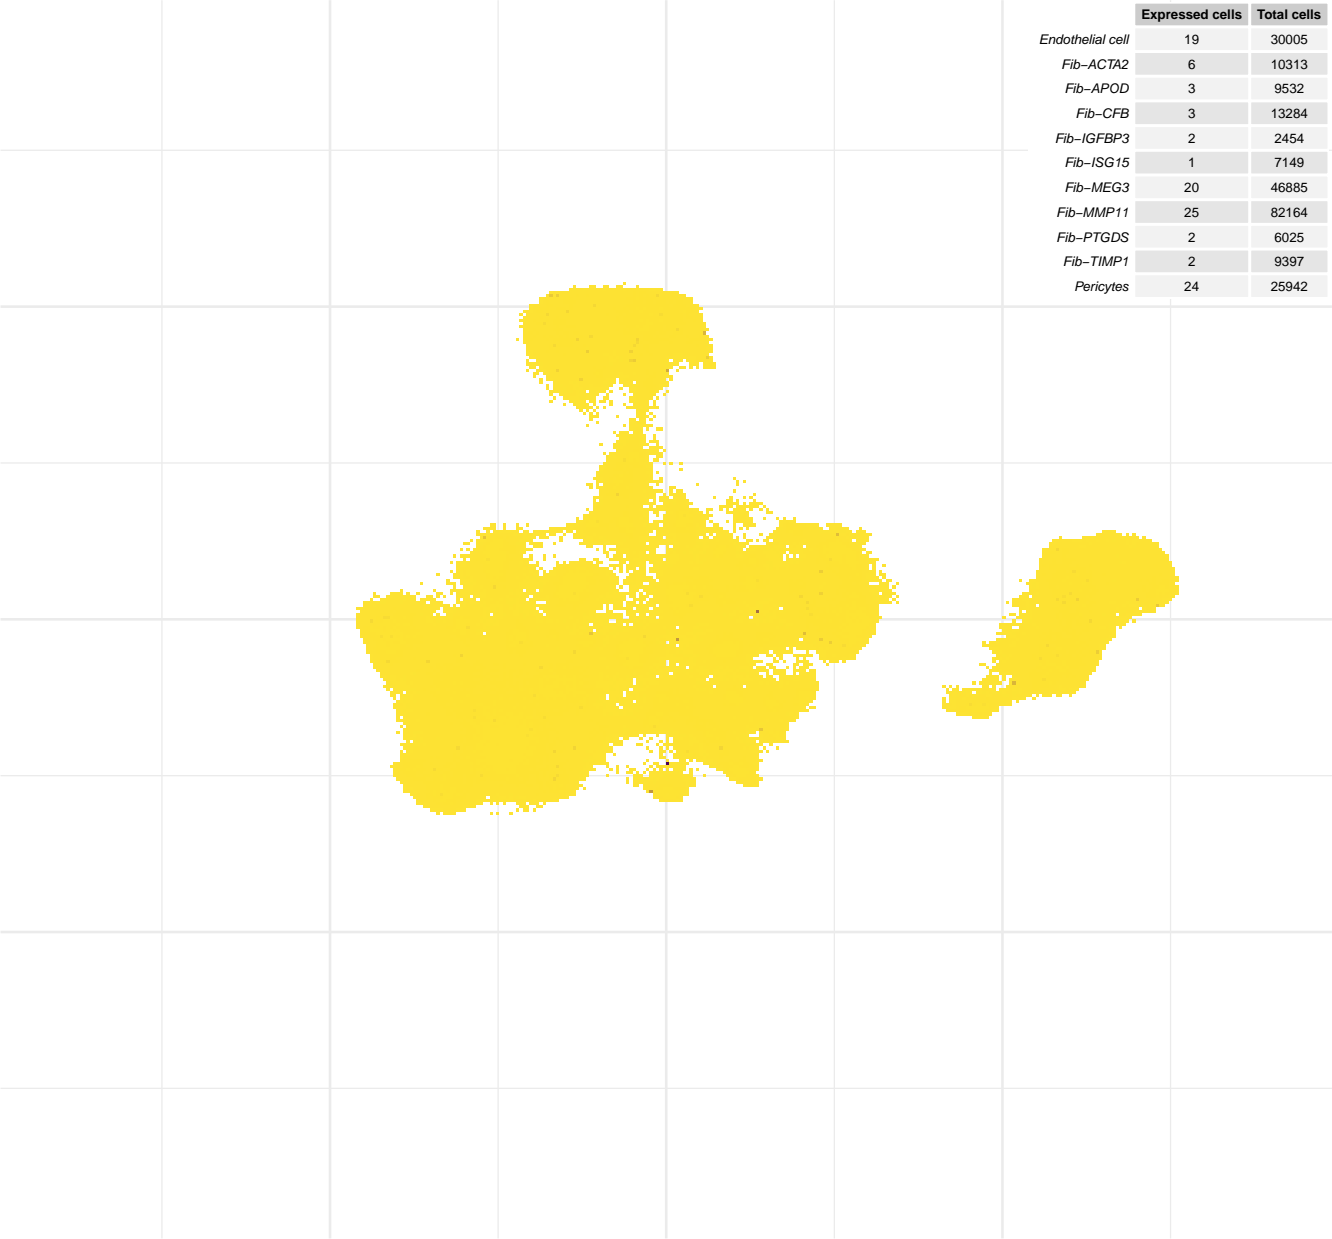 Expressed cells Total cells
Endothelial cell 19 30005
Fib−ACTA2 6 10313
Fib−APOD 3 9532
Fib−CFB 3 13284
Fib−IGFBP3 2 2454
Fib−ISG15 1 7149
Fib−MEG3 20 46885
Fib−MMP11 25 82164
Fib−PTGDS 2 6025
Fib−TIMP1 2 9397
Pericytes 24 25942